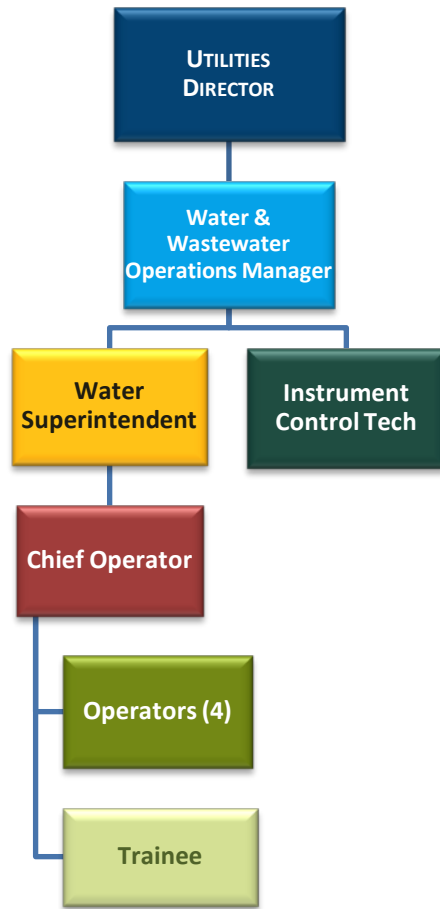 UTILITIES
DIRECTOR
Water &
Wastewater
Operations Manager
Water
Superintendent
Instrument
Control Tech
Chief Operator
Operators (4)
Trainee